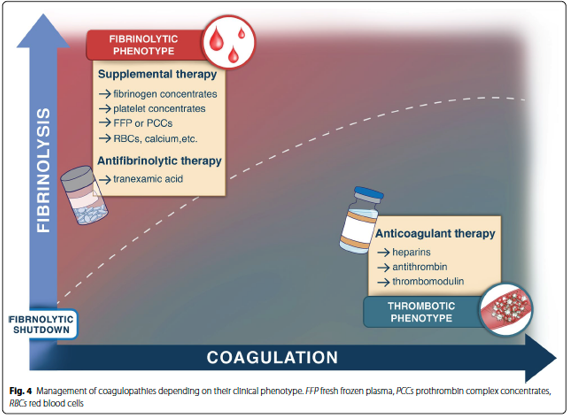 FIBRINOLYTIC
PHENOTYPE
Supplemental therapy
→ fibrinogen concentrates
→ platelet concentrates
→ FFP or PCCs
→ RBCs, calcium,etc.
Antifibrinolytic therapy
→ tranexamic acid
FIBRINOLYSIS
Anticoagulant therapy
→ heparins
→ antithrombin
→ thrombomodulin
THROMBOTIC
PHENOTYPE
FIBRNOLYTIC
SHUTDOWN
COAGULATION
Fig. 4 Management of coagulopathies depending on their clinical phenotype. FFP fresh frozen plasma, PCCs prothrombin complex concentrates,
RBCs red blood cells